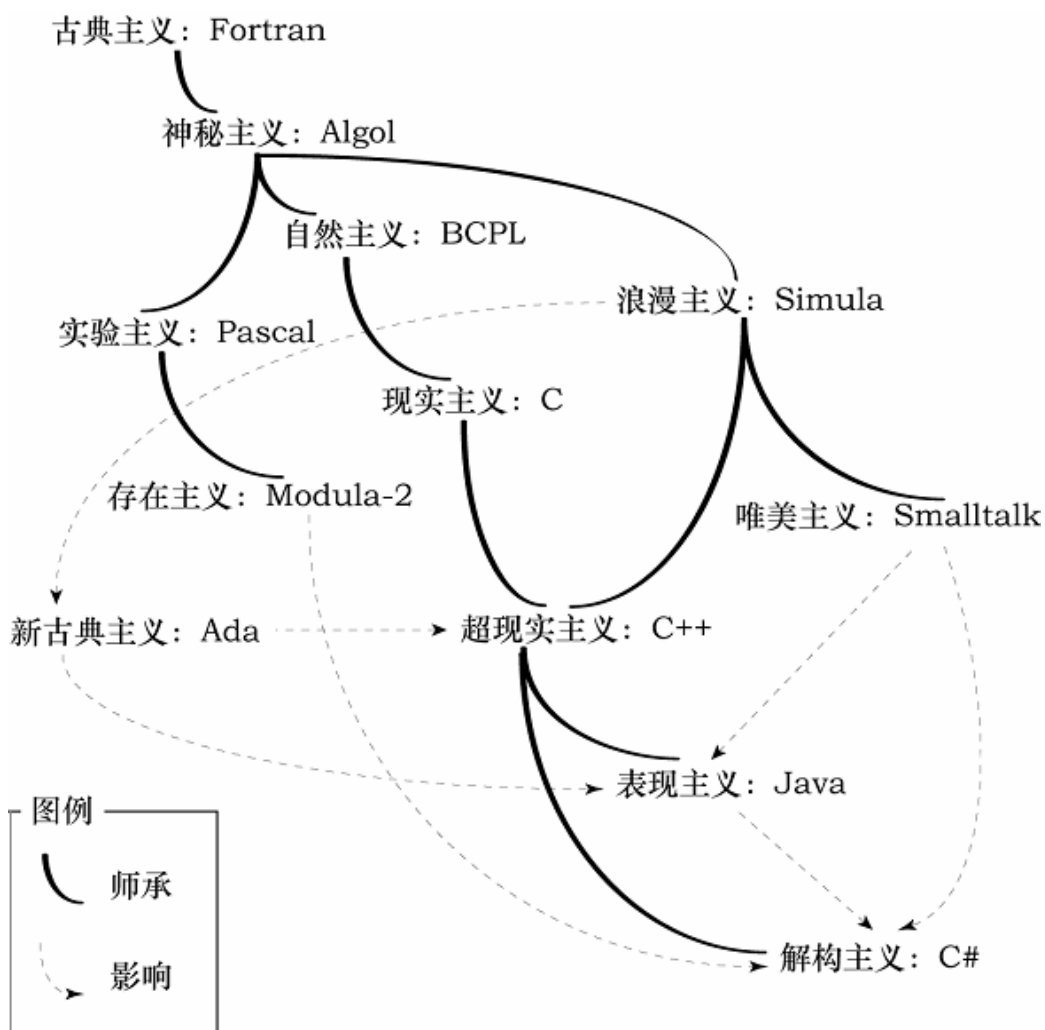 古典主义：Fortran
神秘主义：Algol
自然主义：BCPL
浪漫主义：Simula
实验主义：Pascal
现实主义：C
存在主义：Modula-2
唯美主义：Smalltalk
新古典主义：Ada
超现实主义：C++
表现主义：Java
图例
师承
解构主义：C#
影响